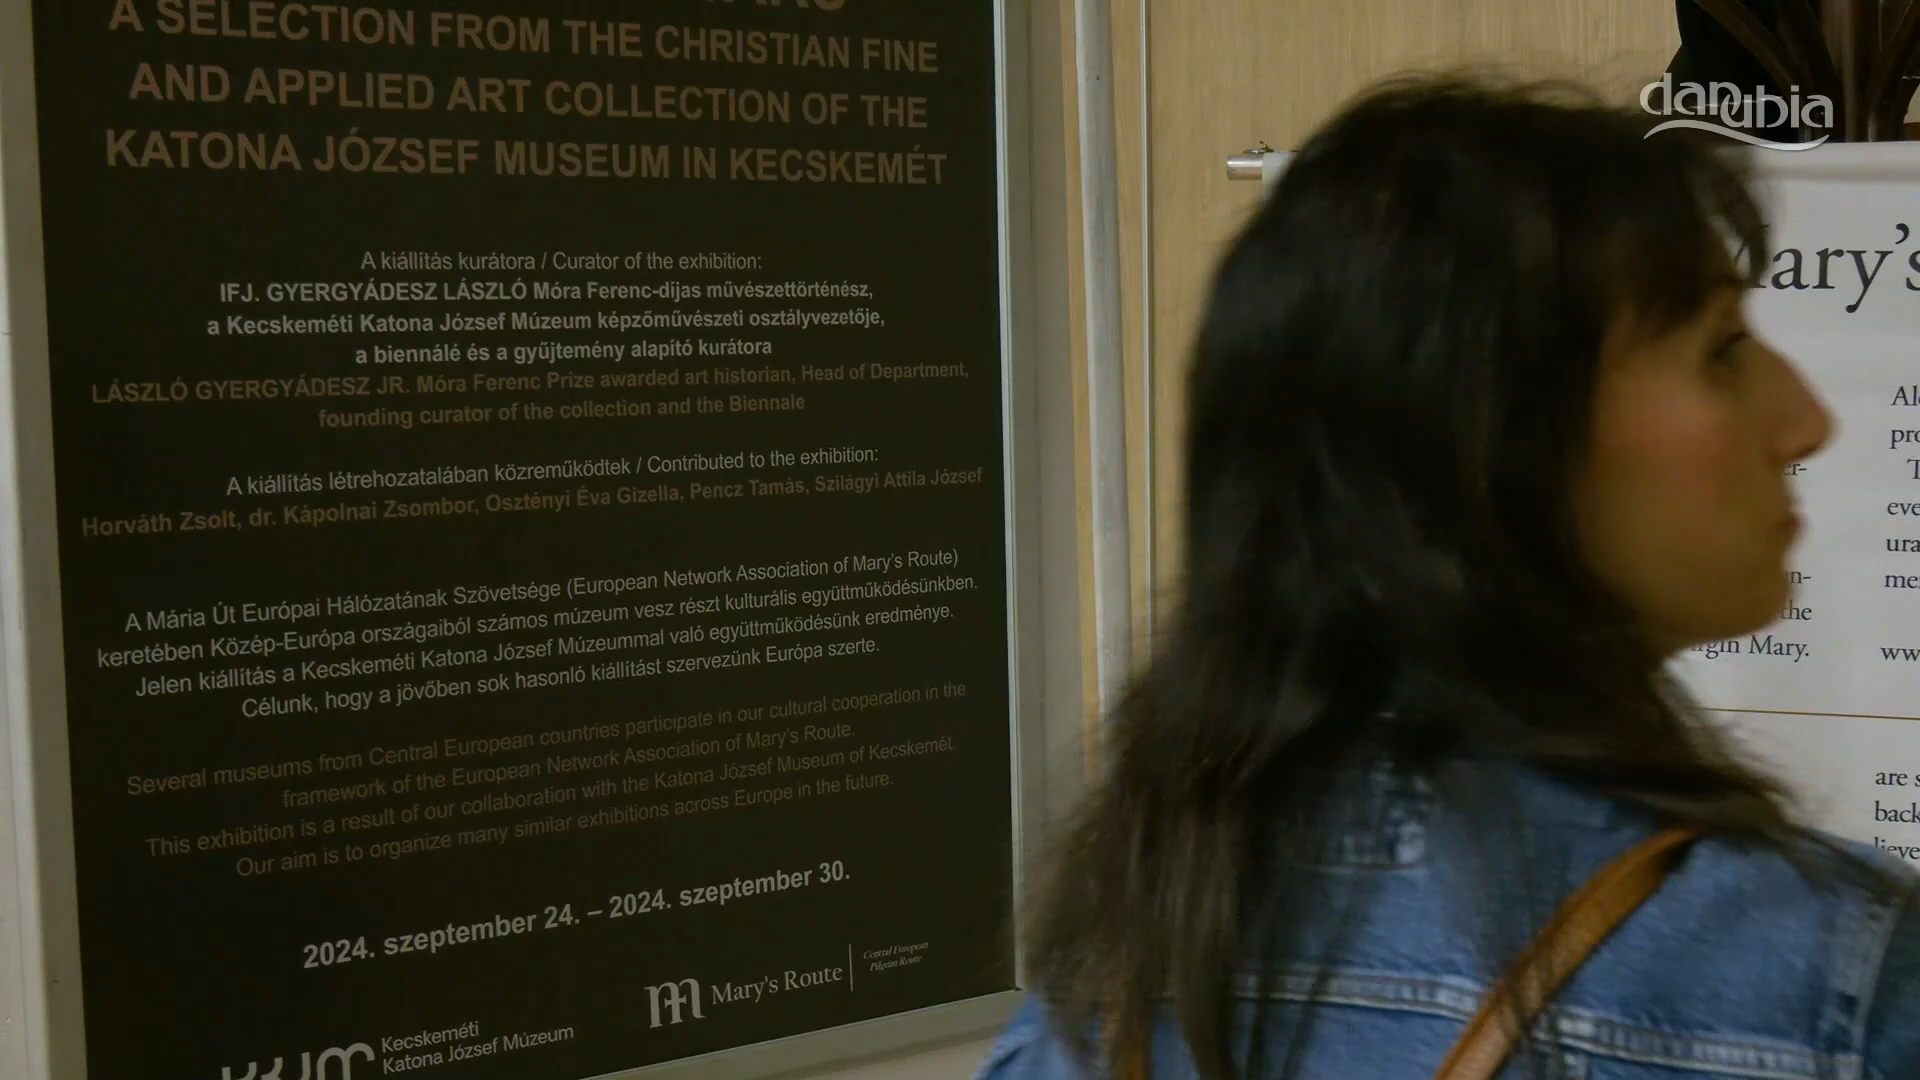 A SELECTION FROM THE CHRISTIAN FINE
AND APPLIED ART COLLECTION OF THE
KATONA JÓZSEF MUSEUM IN KECSKEMÉT
A kiállítás kurátora / Curator of the exhibition:
IFJ. GYERGYÁDESZ LÁSZLÓ Móra Ferenc-díjas művészettörténész,
a Kecskeméti Katona József Múzeum képzőművészeti osztályvezetője,
a biennálé és a gyűjtemény alapító kurátora
LÁSZLÓ GYERGYÁDESZ JR. Móra Ferenc Prize awarded art historian, Head of Department,
founding curator of the collection and the Biennale
A kiállítás létrehozatalában közreműködtek / Contributed to the exhibition:
Horváth Zsolt, dr. Kápolnai Zsombor, Osztényi Éva Gizella, Pencz Tamás, Szilágyi Attila József
A Mária Út Európai Hálózatának Szövetsége (European Network Association of Mary's Route)
keretében Közép-Európa országaiból számos múzeum vesz részt kulturális együttműködésünkben.
Jelen kiállítás a Kecskeméti Katona József Múzeummal való együttműködésünk eredménye.
Célunk, hogy a jövőben sok hasonló kiállítást szervezünk Európa szerte.
Several museums from Central European countries participate in our cultural cooperation in the
framework of the European Network Association of Mary's Route.
This exhibition is a result of our collaboration with the Katona József Museum of Kecskemét.
Our aim is to organize many similar exhibitions across Europe in the future.
2024. szeptember 24. – 2024. szeptember 30.
Kecskeméti
Katona József Múzeum
Mary's Route
Central European
Pilgrim Route
danubia
the
Mary.
are
back